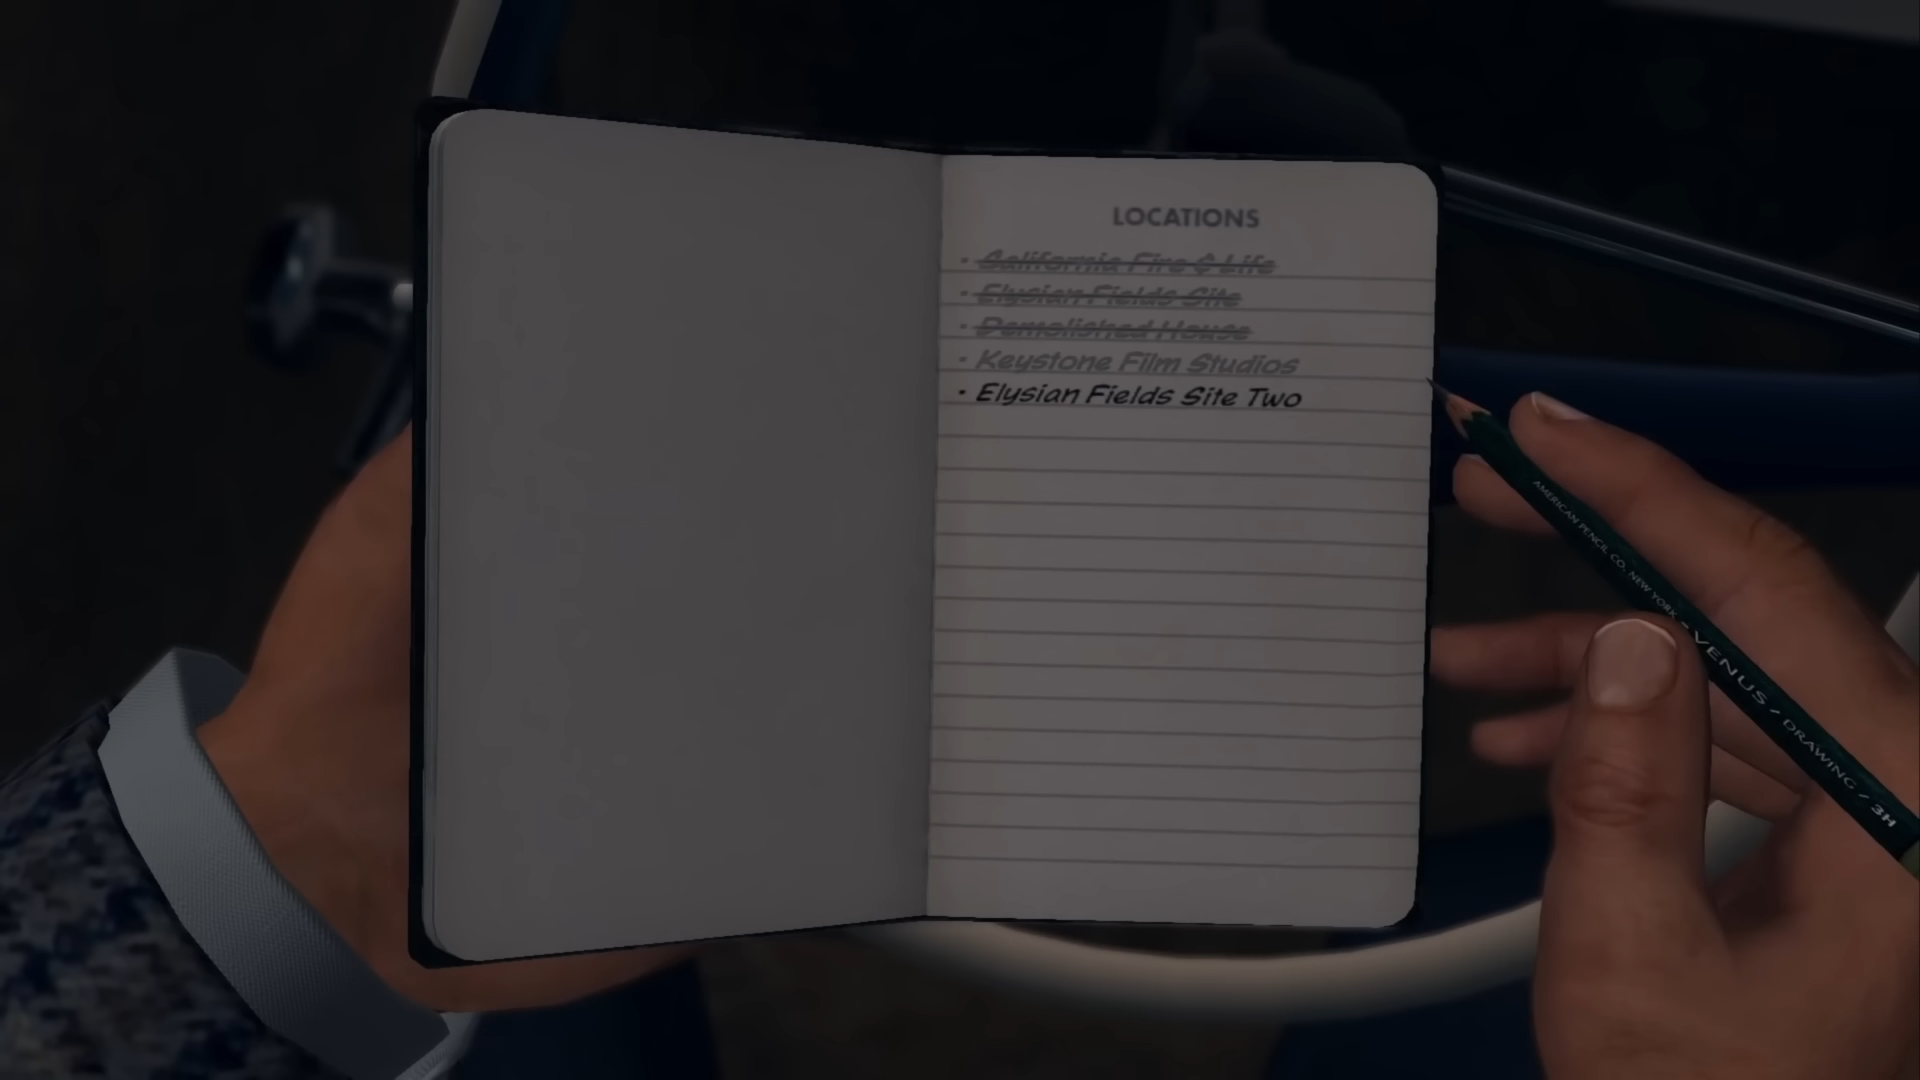 LOCATIONS
· California Fire & Life
· Elysian Fields Site
· Demolished House
· Keystone Film Studios
· Elysian Fields Site Two
AMERICAN PENCIL CO. NEW YORK - VENUS / DRAWING / 3H